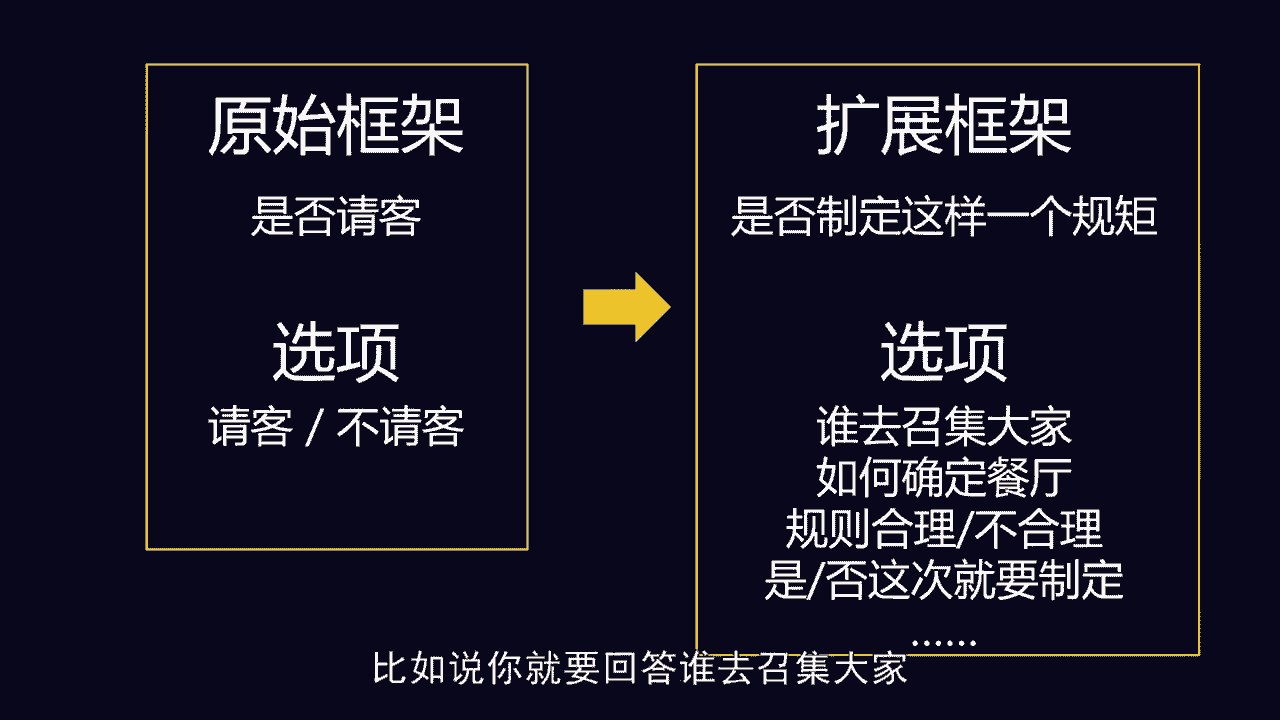 原始框架
是否请客
选项
请客 / 不请客
扩展框架
是否制定这样一个规矩
选项
谁去召集大家
如何确定餐厅
规则合理/不合理
是/否这次就要制定
......
比如说你就要回答谁去召集大家